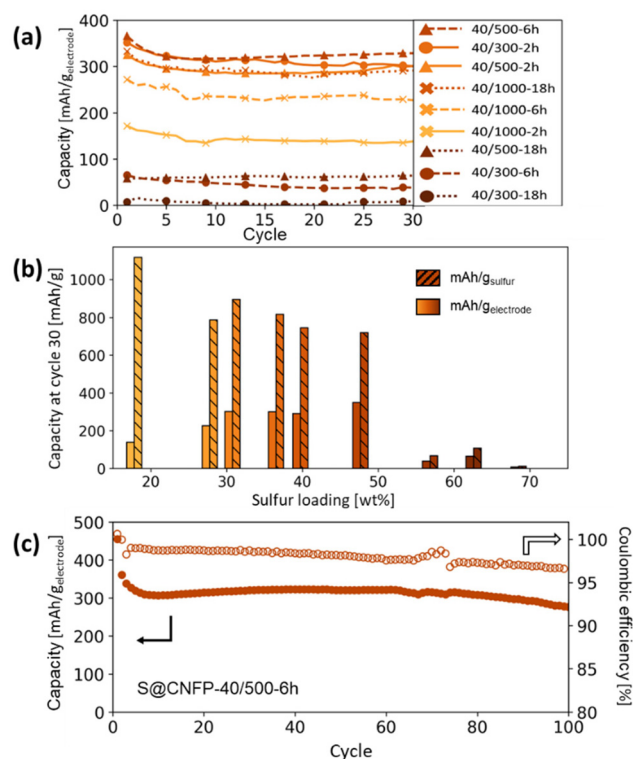 (a)
Capacity [mAh/gelectrode]
400
300
200
100
0
0 5 10 15 20 25 30
Cycle
40/500-6h
40/300-2h
40/500-2h
40/1000-18h
40/1000-6h
40/1000-2h
40/500-18h
40/300-6h
40/300-18h
(b)
Capacity at cycle 30 [mAh/g]
1000
800
600
400
200
0
mAh/gsulfur
mAh/gelectrode
20 30 40 50 60 70
Sulfur loading [wt%]
(c)
Capacity [mAh/gelectrode]
500
400
300
200
100
0
S@CNFP-40/500-6h
0 20 40 60 80 100
Cycle
100
95
90
85
80
Coulombic efficiency [%]